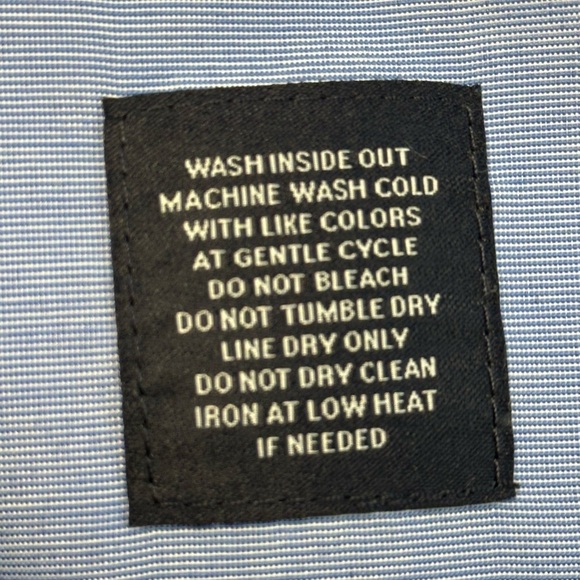 WASH INSIDE OUT
MACHINE WASH COLD
WITH LIKE COLORS
AT GENTLE CYCLE
DO NOT BLEACH
DO NOT TUMBLE DRY
LINE DRY ONLY
DO NOT DRY CLEAN
IRON AT LOW HEAT
IF NEEDED